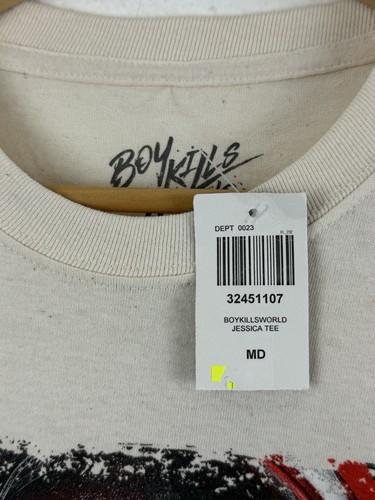 BOY
KILLS
DEPT 0023
32451107
BOYKILLSWORLD
JESSICA TEE
MD